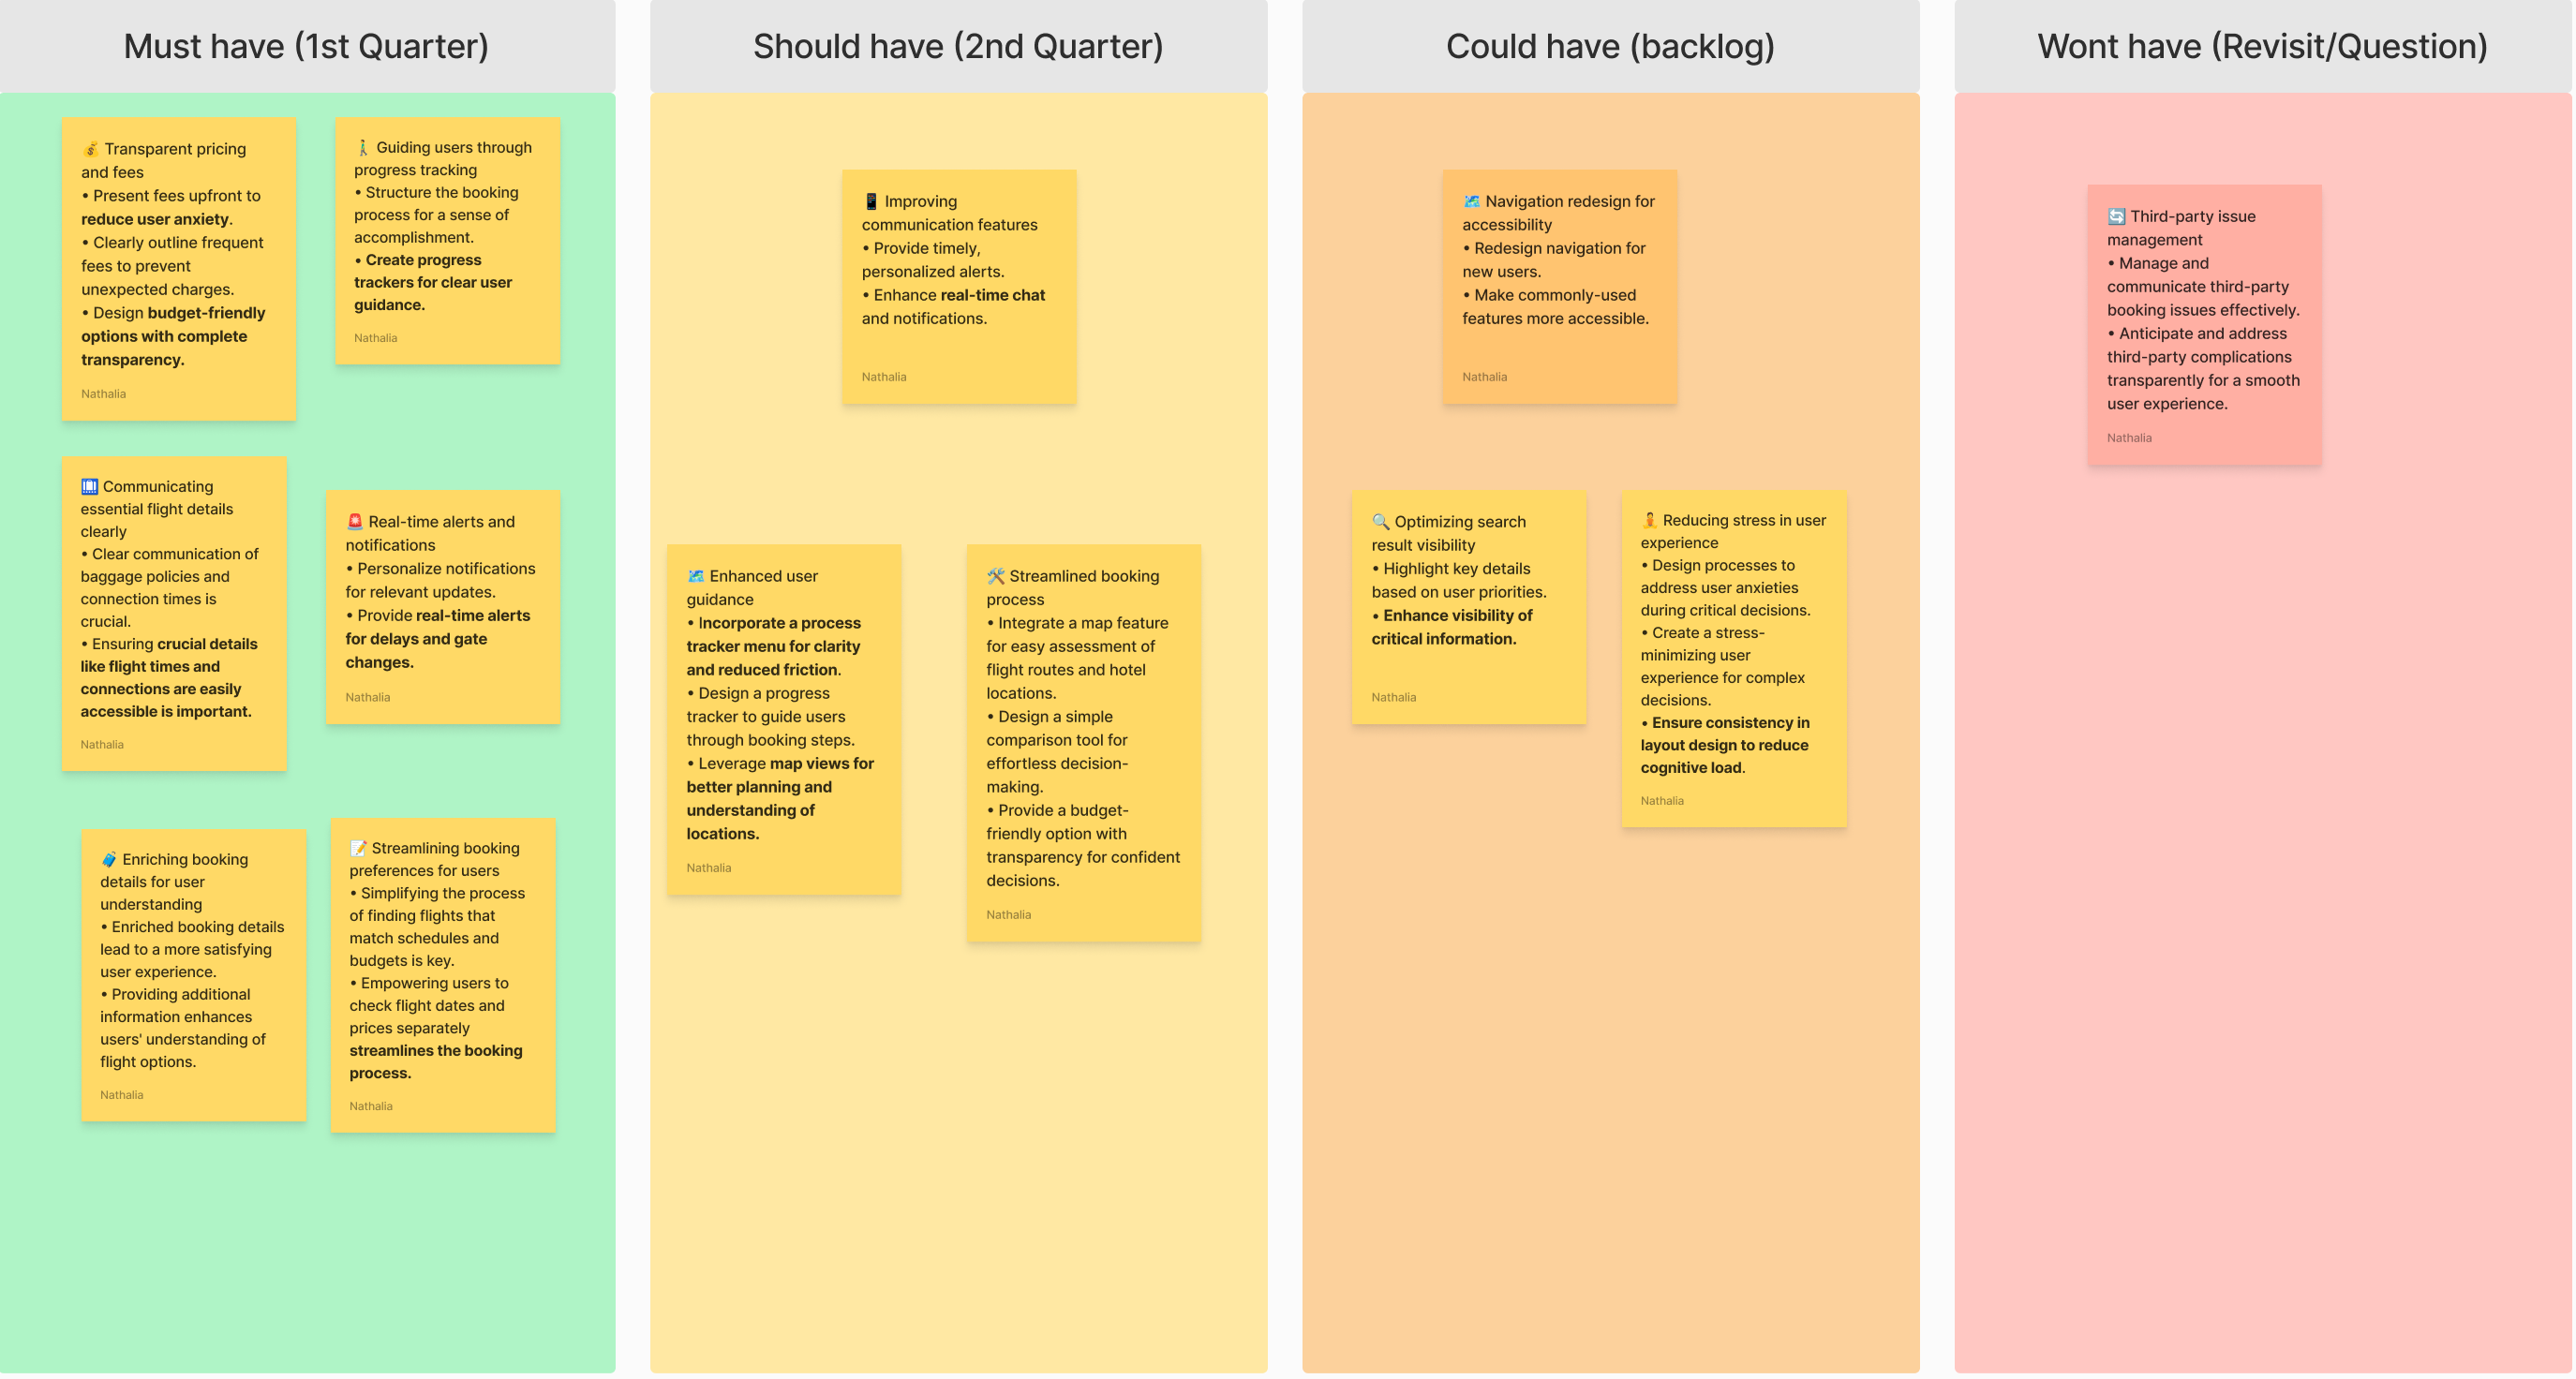 Must have (1st Quarter)
💰 Transparent pricing
and fees
• Present fees upfront to
reduce user anxiety.
• Clearly outline frequent
fees to prevent
unexpected charges.
• Design budget-friendly
options with complete
transparency.
Nathalia
🚶‍♂️ Guiding users through
progress tracking
• Structure the booking
process for a sense of
accomplishment.
• Create progress
trackers for clear user
guidance.
Nathalia
🛄 Communicating
essential flight details
clearly
• Clear communication of
baggage policies and
connection times is
crucial.
• Ensuring crucial details
like flight times and
connections are easily
accessible is important.
Nathalia
🚨 Real-time alerts and
notifications
• Personalize notifications
for relevant updates.
• Provide real-time alerts
for delays and gate
changes.
Nathalia
🧳 Enriching booking
details for user
understanding
• Enriched booking details
lead to a more satisfying
user experience.
• Providing additional
information enhances
users' understanding of
flight options.
Nathalia
📝 Streamlining booking
preferences for users
• Simplifying the process
of finding flights that
match schedules and
budgets is key.
• Empowering users to
check flight dates and
prices separately
streamlines the booking
process.
Nathalia
Should have (2nd Quarter)
📱 Improving
communication features
• Provide timely,
personalized alerts.
• Enhance real-time chat
and notifications.
Nathalia
🗺️ Enhanced user
guidance
• Incorporate a process
tracker menu for clarity
and reduced friction.
• Design a progress
tracker to guide users
through booking steps.
• Leverage map views for
better planning and
understanding of
locations.
Nathalia
🛠️ Streamlined booking
process
• Integrate a map feature
for easy assessment of
flight routes and hotel
locations.
• Design a simple
comparison tool for
effortless decision-
making.
• Provide a budget-
friendly option with
transparency for confident
decisions.
Nathalia
Could have (backlog)
🗺️ Navigation redesign for
accessibility
• Redesign navigation for
new users.
• Make commonly-used
features more accessible.
Nathalia
🔍 Optimizing search
result visibility
• Highlight key details
based on user priorities.
• Enhance visibility of
critical information.
Nathalia
🧘 Reducing stress in user
experience
• Design processes to
address user anxieties
during critical decisions.
• Create a stress-
minimizing user
experience for complex
decisions.
• Ensure consistency in
layout design to reduce
cognitive load.
Nathalia
Wont have (Revisit/Question)
🔄 Third-party issue
management
• Manage and
communicate third-party
booking issues effectively.
• Anticipate and address
third-party complications
transparently for a smooth
user experience.
Nathalia